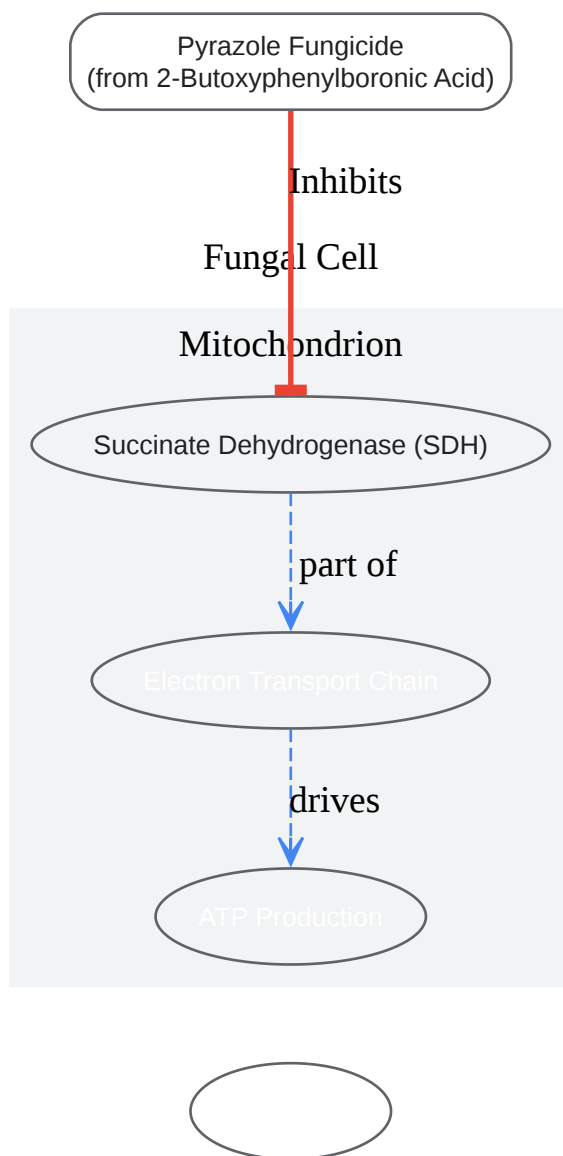 Pyrazole Fungicide
(from 2-Butoxyphenylboronic Acid)
Inhibits
Fungal Cell
Mitochondrion
Succinate Dehydrogenase (SDH)
part of
Electron Transport Chain
drives
ATP Production